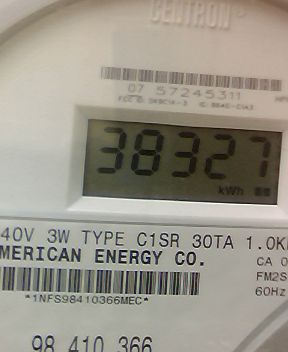 CENTRON®
07 57245311
38327
kWh
40V 3W TYPE C1SR 30TA 1.0K
MERICAN ENERGY CO.
CA 0
FM2S
60Hz
*1NFS98410366MEC*
98 410 366